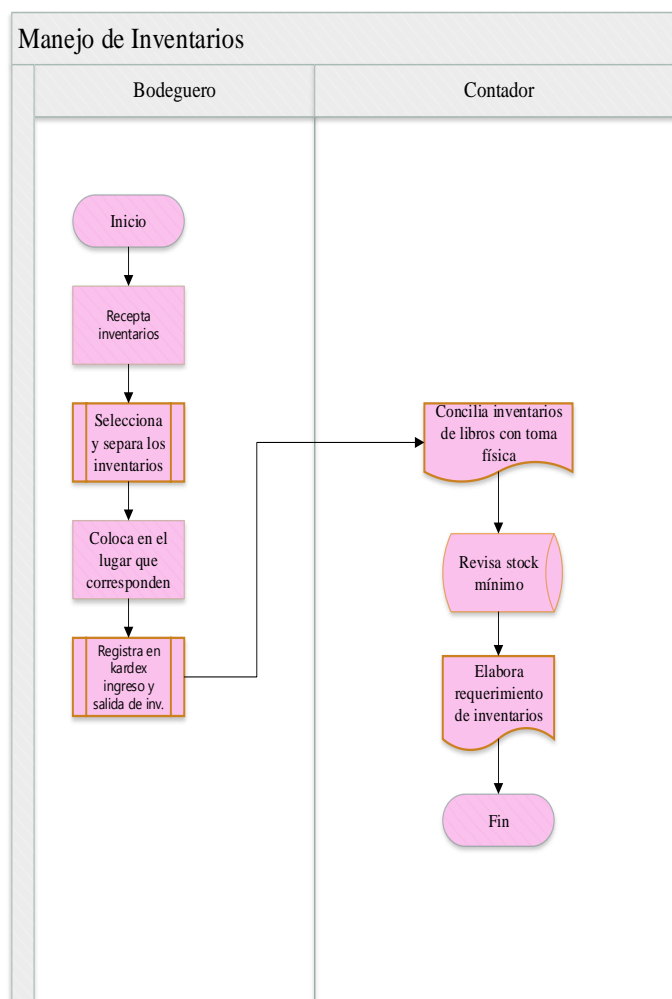 Manejo de Inventarios
Bodeguero
Contador
Inicio
Recepta
inventarios
Selecciona
y separa los
inventarios
Coloca en el
lugar que
corresponden
Registra en
kardex
ingreso y
salida de inv.
Concilia inventarios
de libros con toma
física
Revisa stock
mínimo
Elabora
requerimiento
de inventarios
Fin